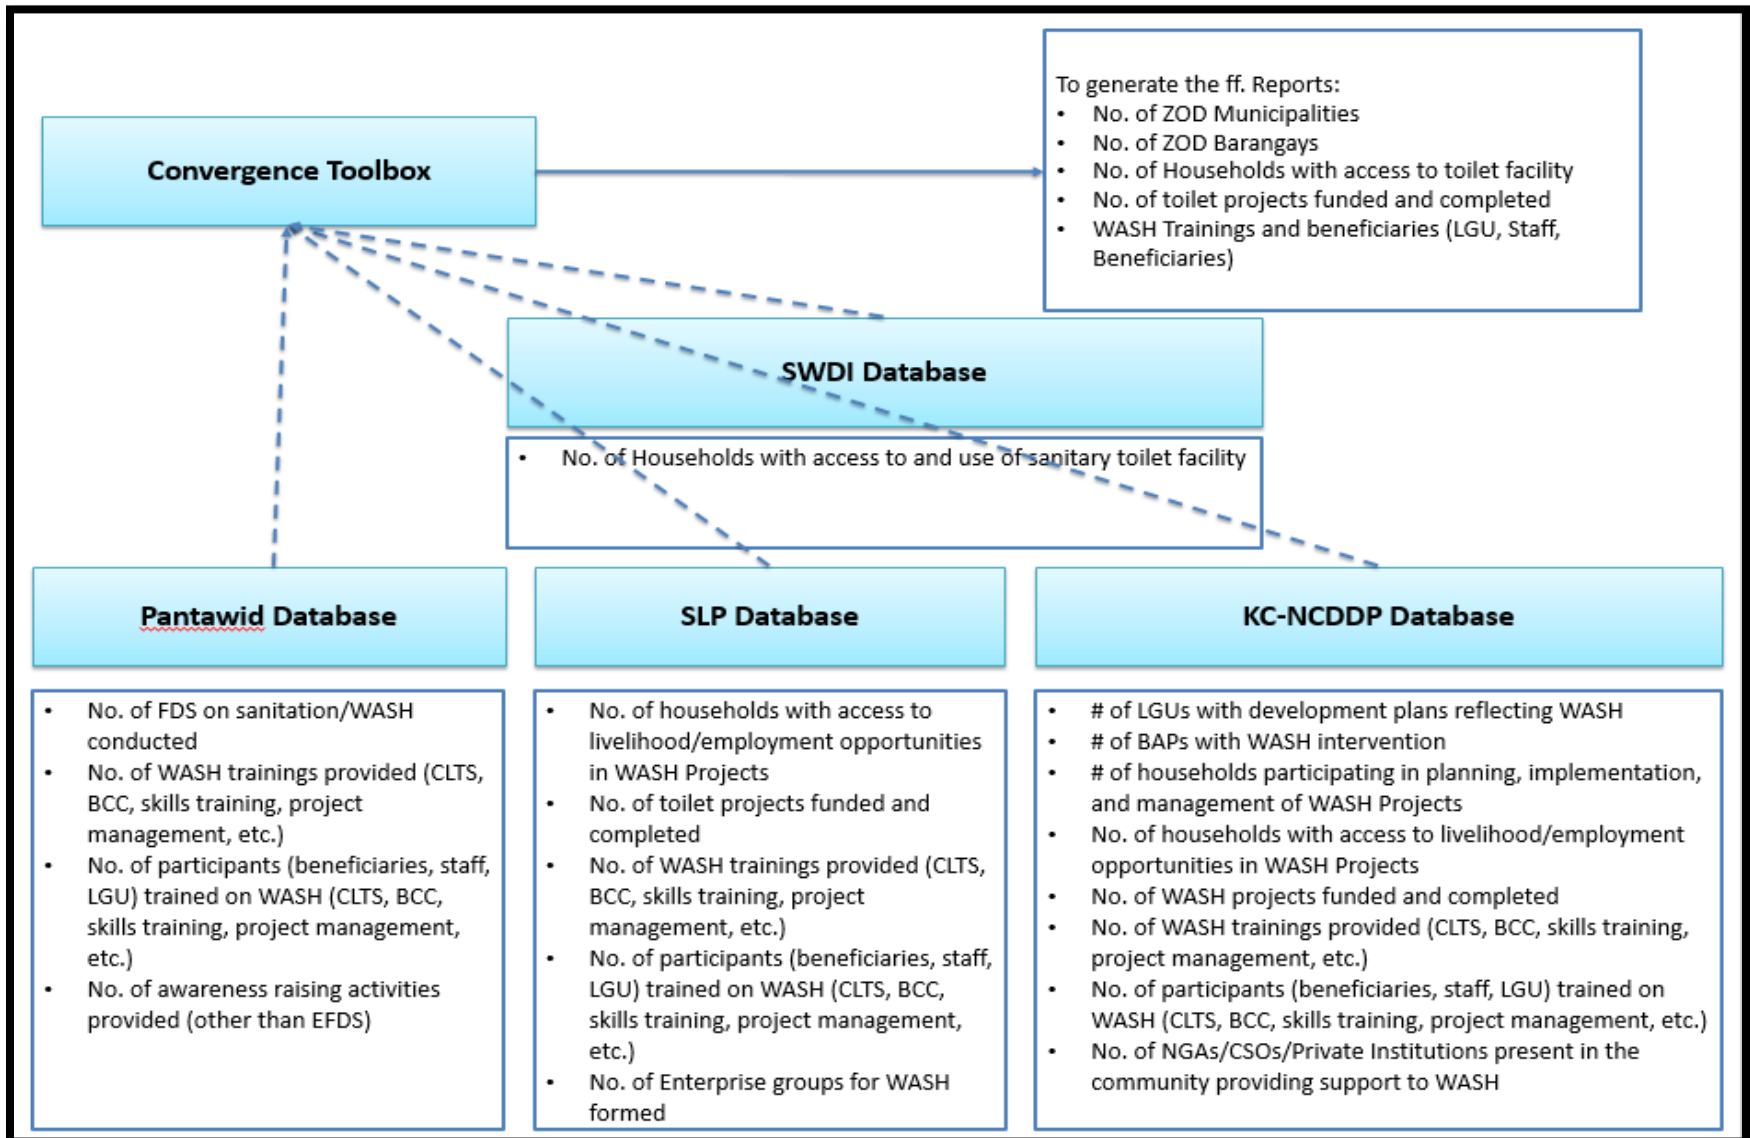 To generate the ff. Reports:
• No. of ZOD Municipalities
• No. of ZOD Barangays
• No. of Households with access to toilet facility
• No. of toilet projects funded and completed
• WASH Trainings and beneficiaries (LGU, Staff,
Beneficiaries)
Convergence Toolbox
SWDI Database
• No. of Households with access to and use of sanitary toilet facility
Pantawid Database
• No. of FDS on sanitation/WASH
conducted
• No. of WASH trainings provided (CLTS,
BCC, skills training, project
management, etc.)
• No. of participants (beneficiaries, staff,
LGU) trained on WASH (CLTS, BCC,
skills training, project management,
etc.)
• No. of awareness raising activities
provided (other than EFDS)
SLP Database
• No. of households with access to
livelihood/employment opportunities
in WASH Projects
• No. of toilet projects funded and
completed
• No. of WASH trainings provided (CLTS,
BCC, skills training, project
management, etc.)
• No. of participants (beneficiaries, staff,
LGU) trained on WASH (CLTS, BCC,
skills training, project management,
etc.)
• No. of Enterprise groups for WASH
formed
KC-NCDDP Database
• # of LGUs with development plans reflecting WASH
• # of BAPs with WASH intervention
• # of households participating in planning, implementation,
and management of WASH Projects
• No. of households with access to livelihood/employment
opportunities in WASH Projects
• No. of WASH projects funded and completed
• No. of WASH trainings provided (CLTS, BCC, skills training,
project management, etc.)
• No. of participants (beneficiaries, staff, LGU) trained on
WASH (CLTS, BCC, skills training, project management, etc.)
• No. of NGAs/CSOs/Private Institutions present in the
community providing support to WASH